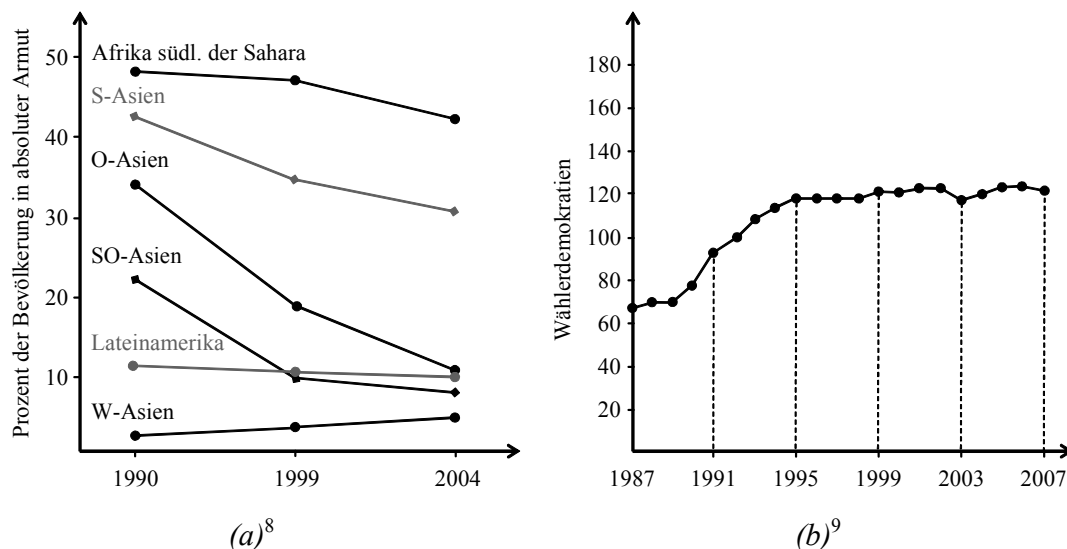 Prozent der Bevölkerung in absoluter Armut
50
40
30
20
10
Afrika südl. der Sahara
S-Asien
O-Asien
SO-Asien
Lateinamerika
W-Asien
1990 1999 2004
(a)8
Wählerdemokratien
180
160
140
120
100
80
60
40
20
1987 1991 1995 1999 2003 2007
(b)9